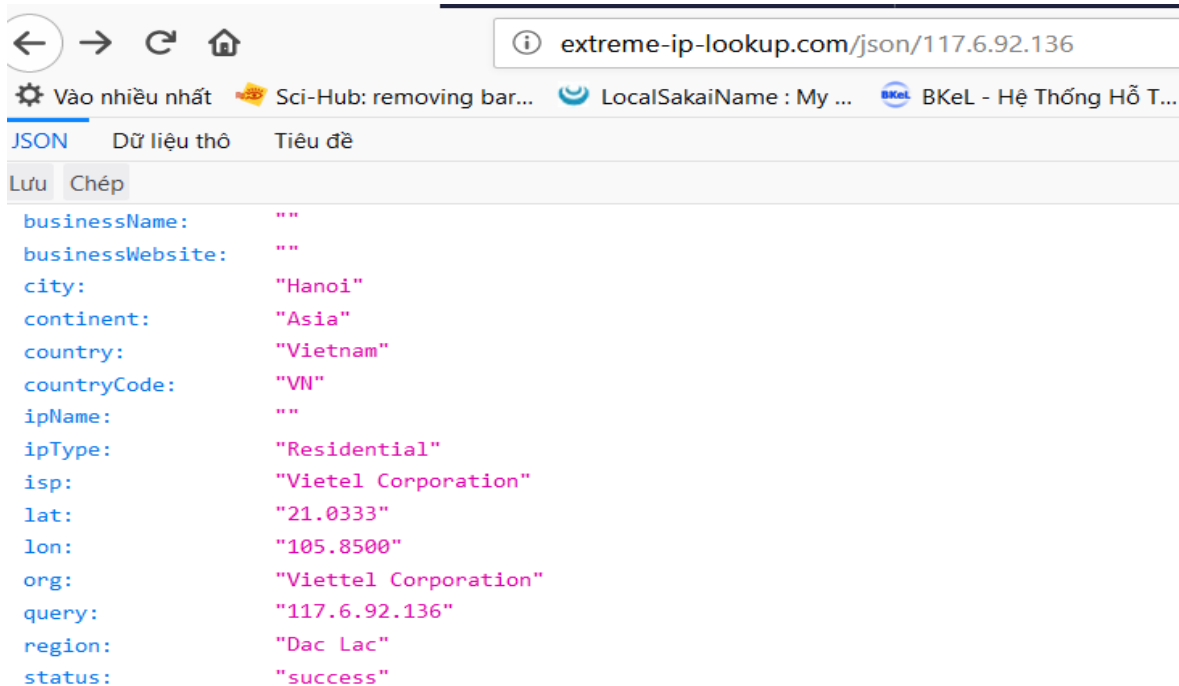 extreme-ip-lookup.com/json/117.6.92.136
Vào nhiều nhất Sci-Hub: removing bar... LocalSakaiName : My ... BKeL BKeL - Hệ Thống Hỗ T...
JSON Dữ liệu thô Tiêu đề
Lưu Chép
businessName: ""
businessWebsite: ""
city: "Hanoi"
continent: "Asia"
country: "Vietnam"
countryCode: "VN"
ipName: ""
ipType: "Residential"
isp: "Vietel Corporation"
lat: "21.0333"
lon: "105.8500"
org: "Viettel Corporation"
query: "117.6.92.136"
region: "Dac Lac"
status: "success"